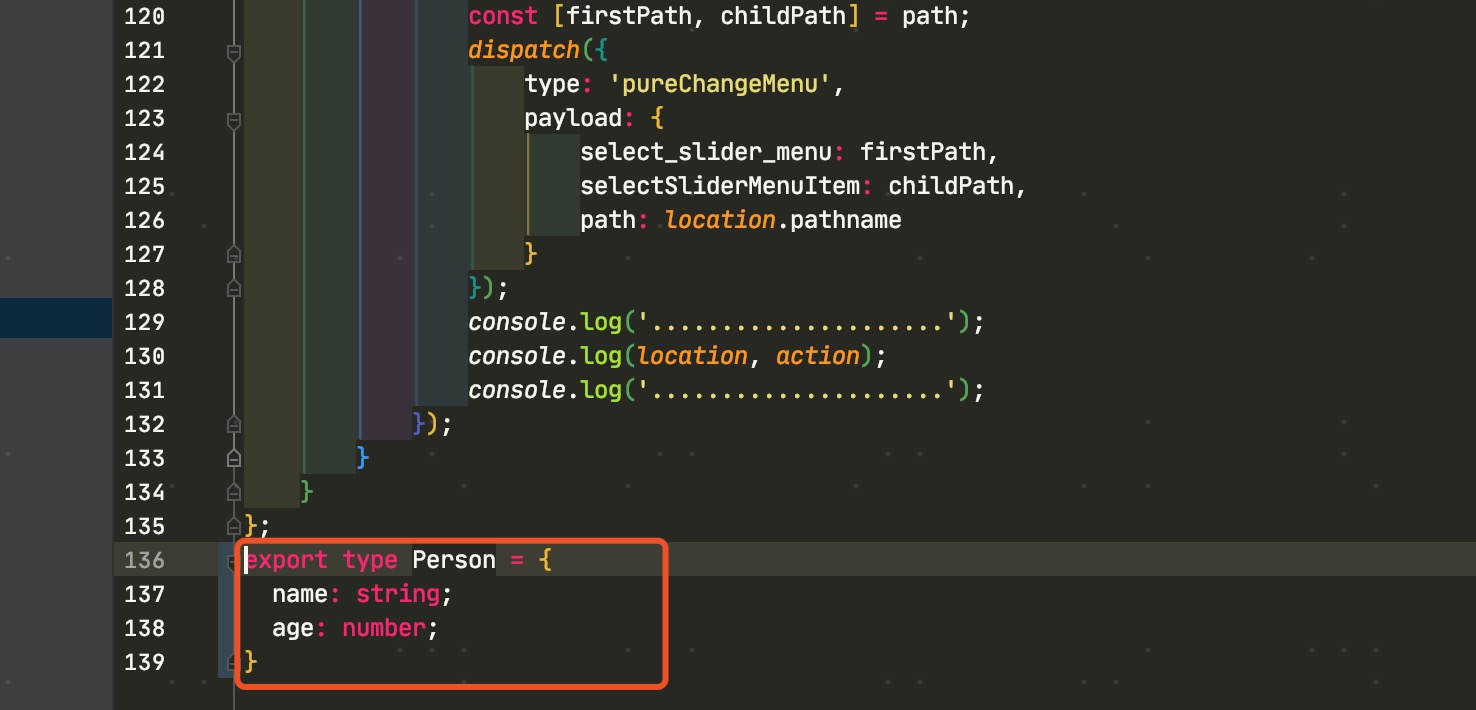 120 const [firstPath, childPath] = path;
121 dispatch({
122 type: 'pureChangeMenu',
123 payload: {
124 select_slider_menu: firstPath,
125 selectSliderMenuItem: childPath,
126 path: location.pathname
127 }
128 });
129 console.log('.....................');
130 console.log(location, action);
131 console.log('.....................');
132 });
133 }
134 }
135 };
136 export type Person = {
137 name: string;
138 age: number;
139 }